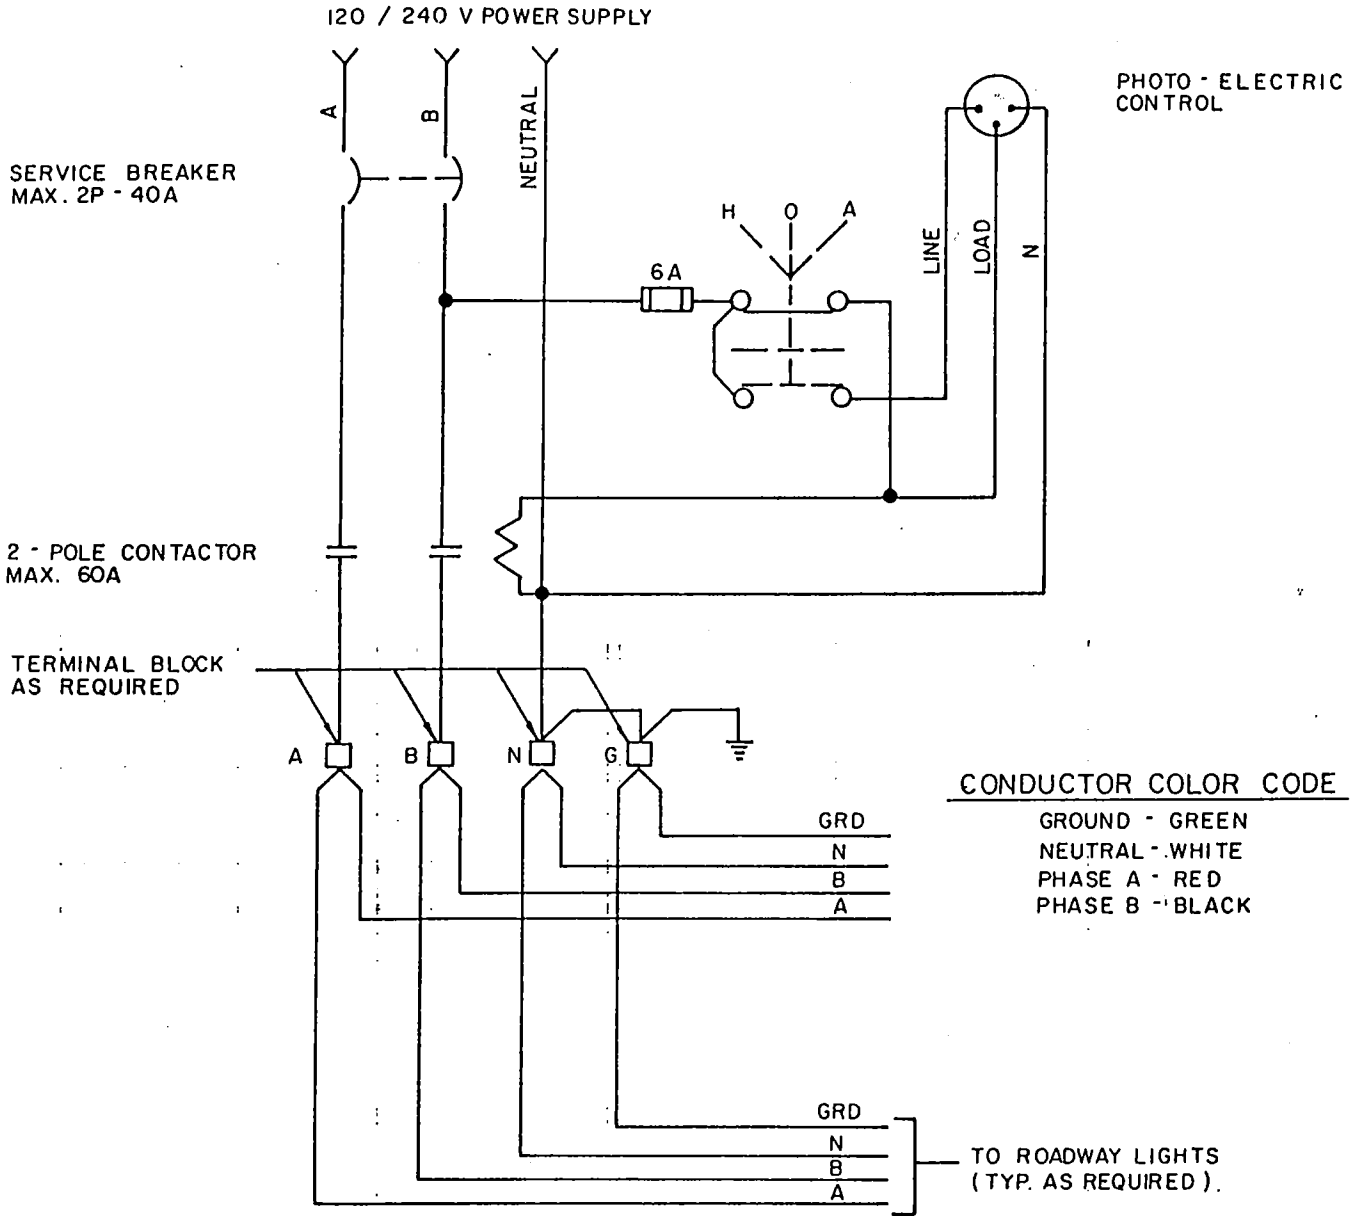 120 / 240 V POWER SUPPLY
PHOTO - ELECTRIC
CONTROL
A
B
NEUTRAL
SERVICE BREAKER
MAX. 2P - 40A
H O A
LINE
LOAD
N
6A
2 - POLE CONTACTOR
MAX. 60A
TERMINAL BLOCK
AS REQUIRED
A
B
N
G
CONDUCTOR COLOR CODE
GROUND - GREEN
NEUTRAL - WHITE
PHASE A - RED
PHASE B - BLACK
GRD
N
B
A
GRD
N
B
A
TO ROADWAY LIGHTS
(TYP. AS REQUIRED).